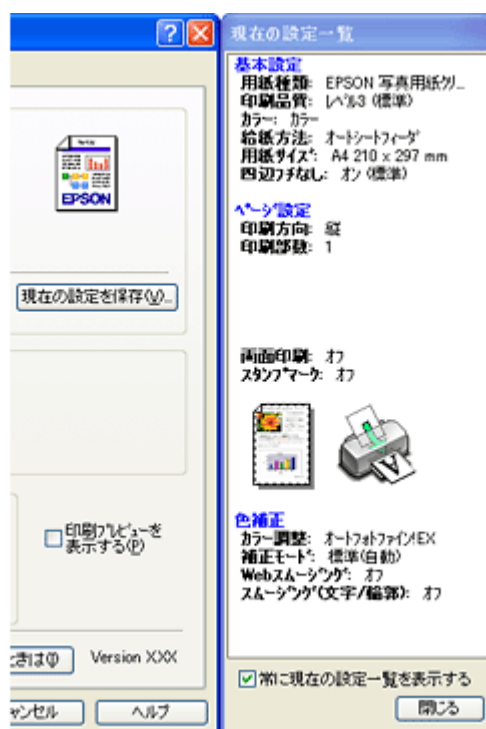 現在の設定一覧
基本設定
用紙種類: EPSON 写真用紙クリ...
印刷品質: レベル3 (標準)
カラー: カラー
給紙方法: オートシートフィーダ
用紙サイズ: A4 210 x 297 mm
四辺フチなし: オン (標準)
ページ設定
印刷方向: 縦
印刷部数: 1
両面印刷: オフ
スタンプマーク: オフ
色補正
カラー調整: オートフォトファイン!EX
補正モード: 標準(自動)
Webスムージング: オフ
スムージング(文字/輪郭): オフ
常に現在の設定一覧を表示する
閉じる
EPSON
現在の設定を保存(V)...
印刷プレビューを
表示する(P)
ときは(I)
Version X.XX
ャンセル
ヘルプ